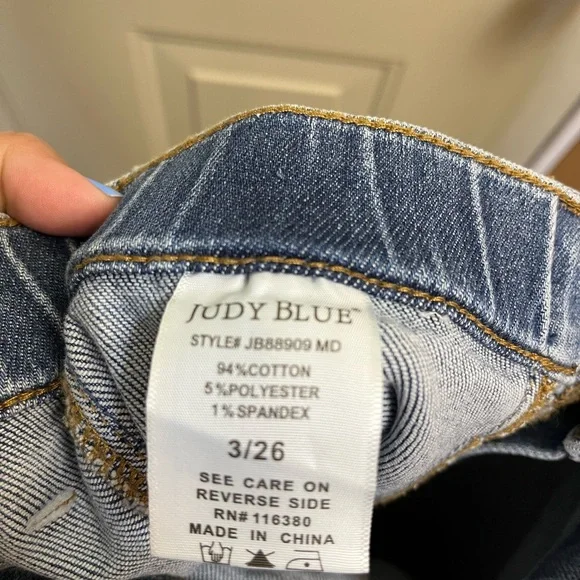 JUDY BLUE™
STYLE# JB88909 MD
94%COTTON
5%POLYESTER
1%SPANDEX
3/26
SEE CARE ON
REVERSE SIDE
RN# 116380
MADE IN CHINA